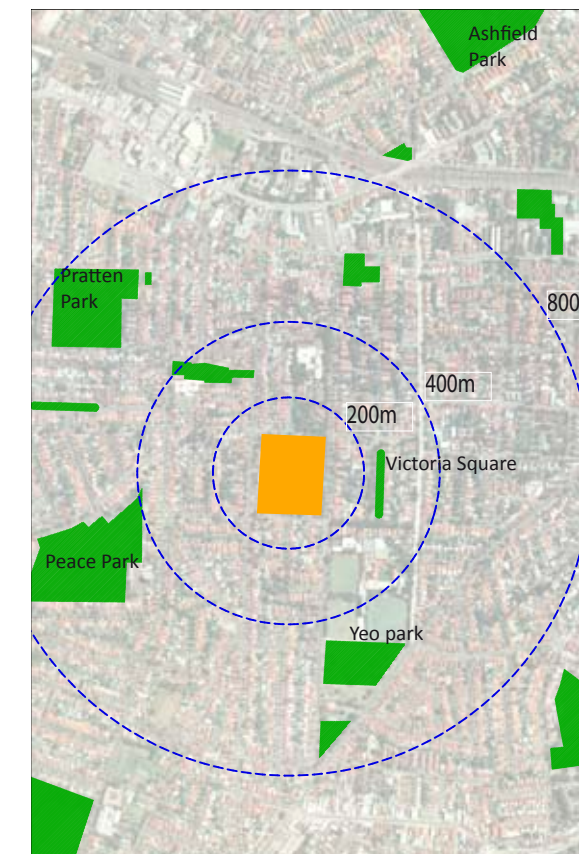 Ashfield
Park
Pratten
Park
800
400m
200m
Victoria Square
Peace Park
Yeo park